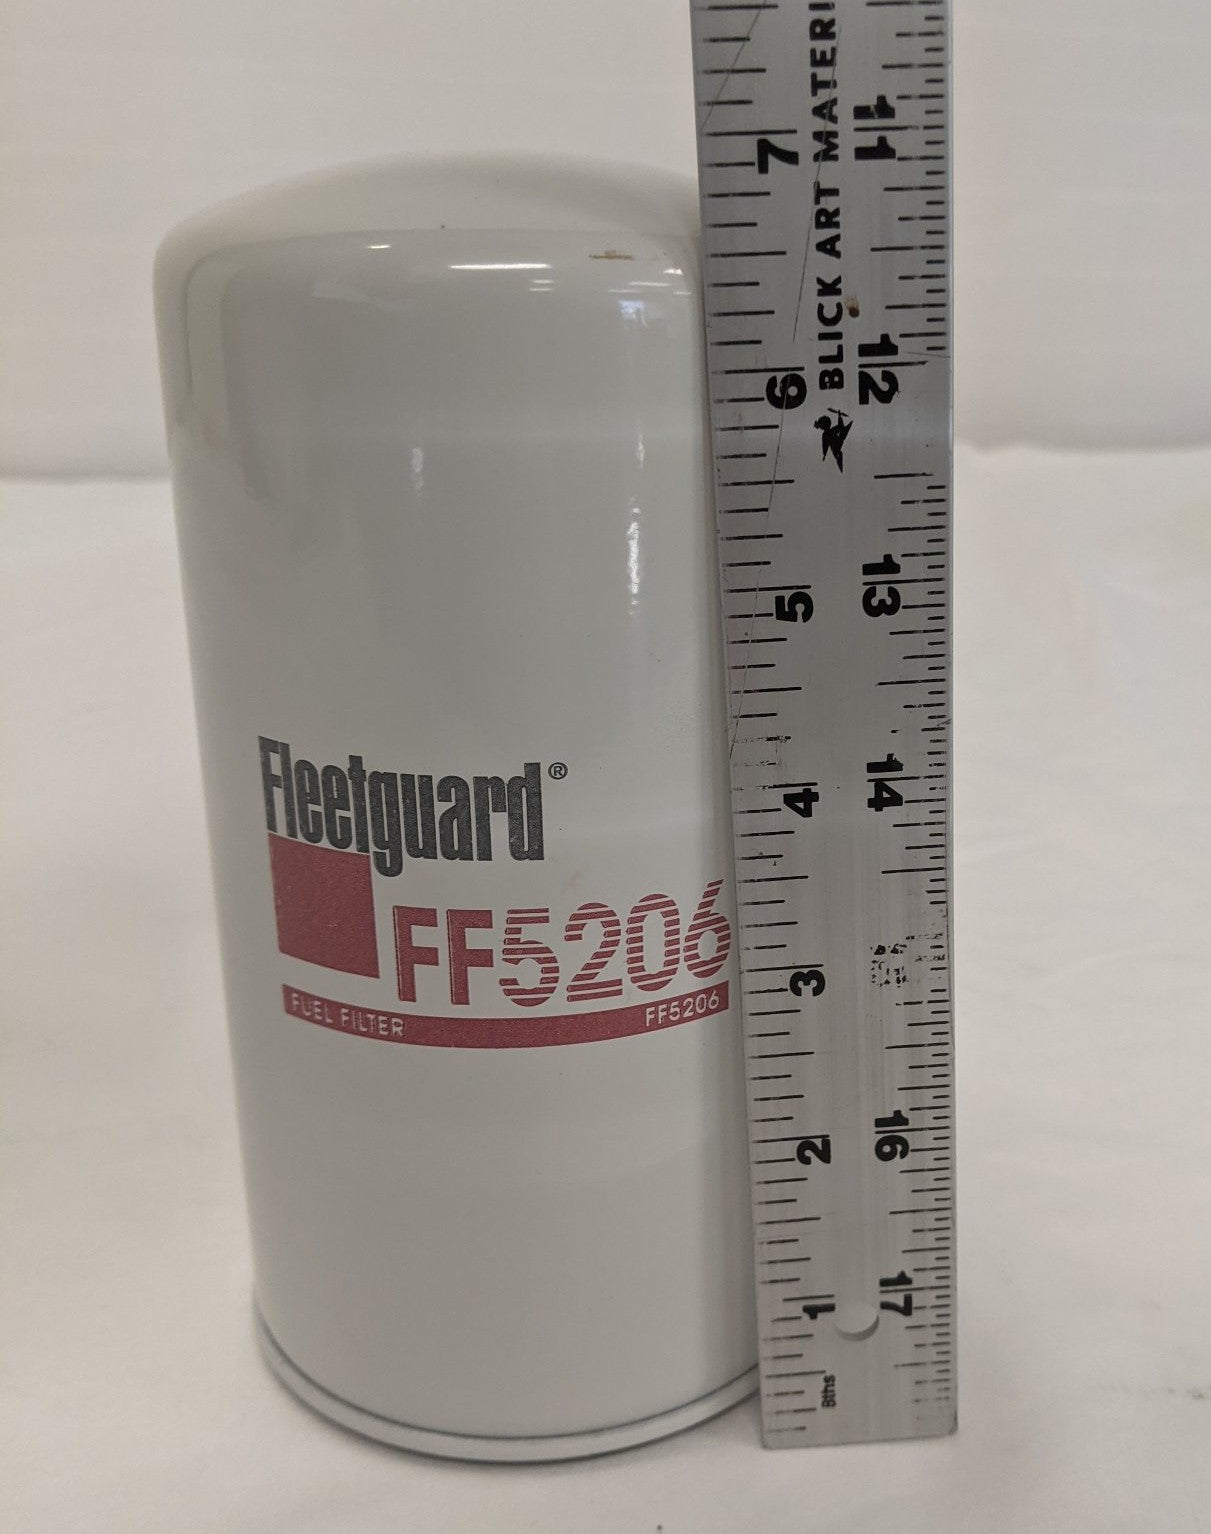 Fleetguard®
FF5206
FUEL FILTER FF5206
BLICK ART MATERI
7
6
5
4
3
2
1
8ths
11
12
13
14
16
17